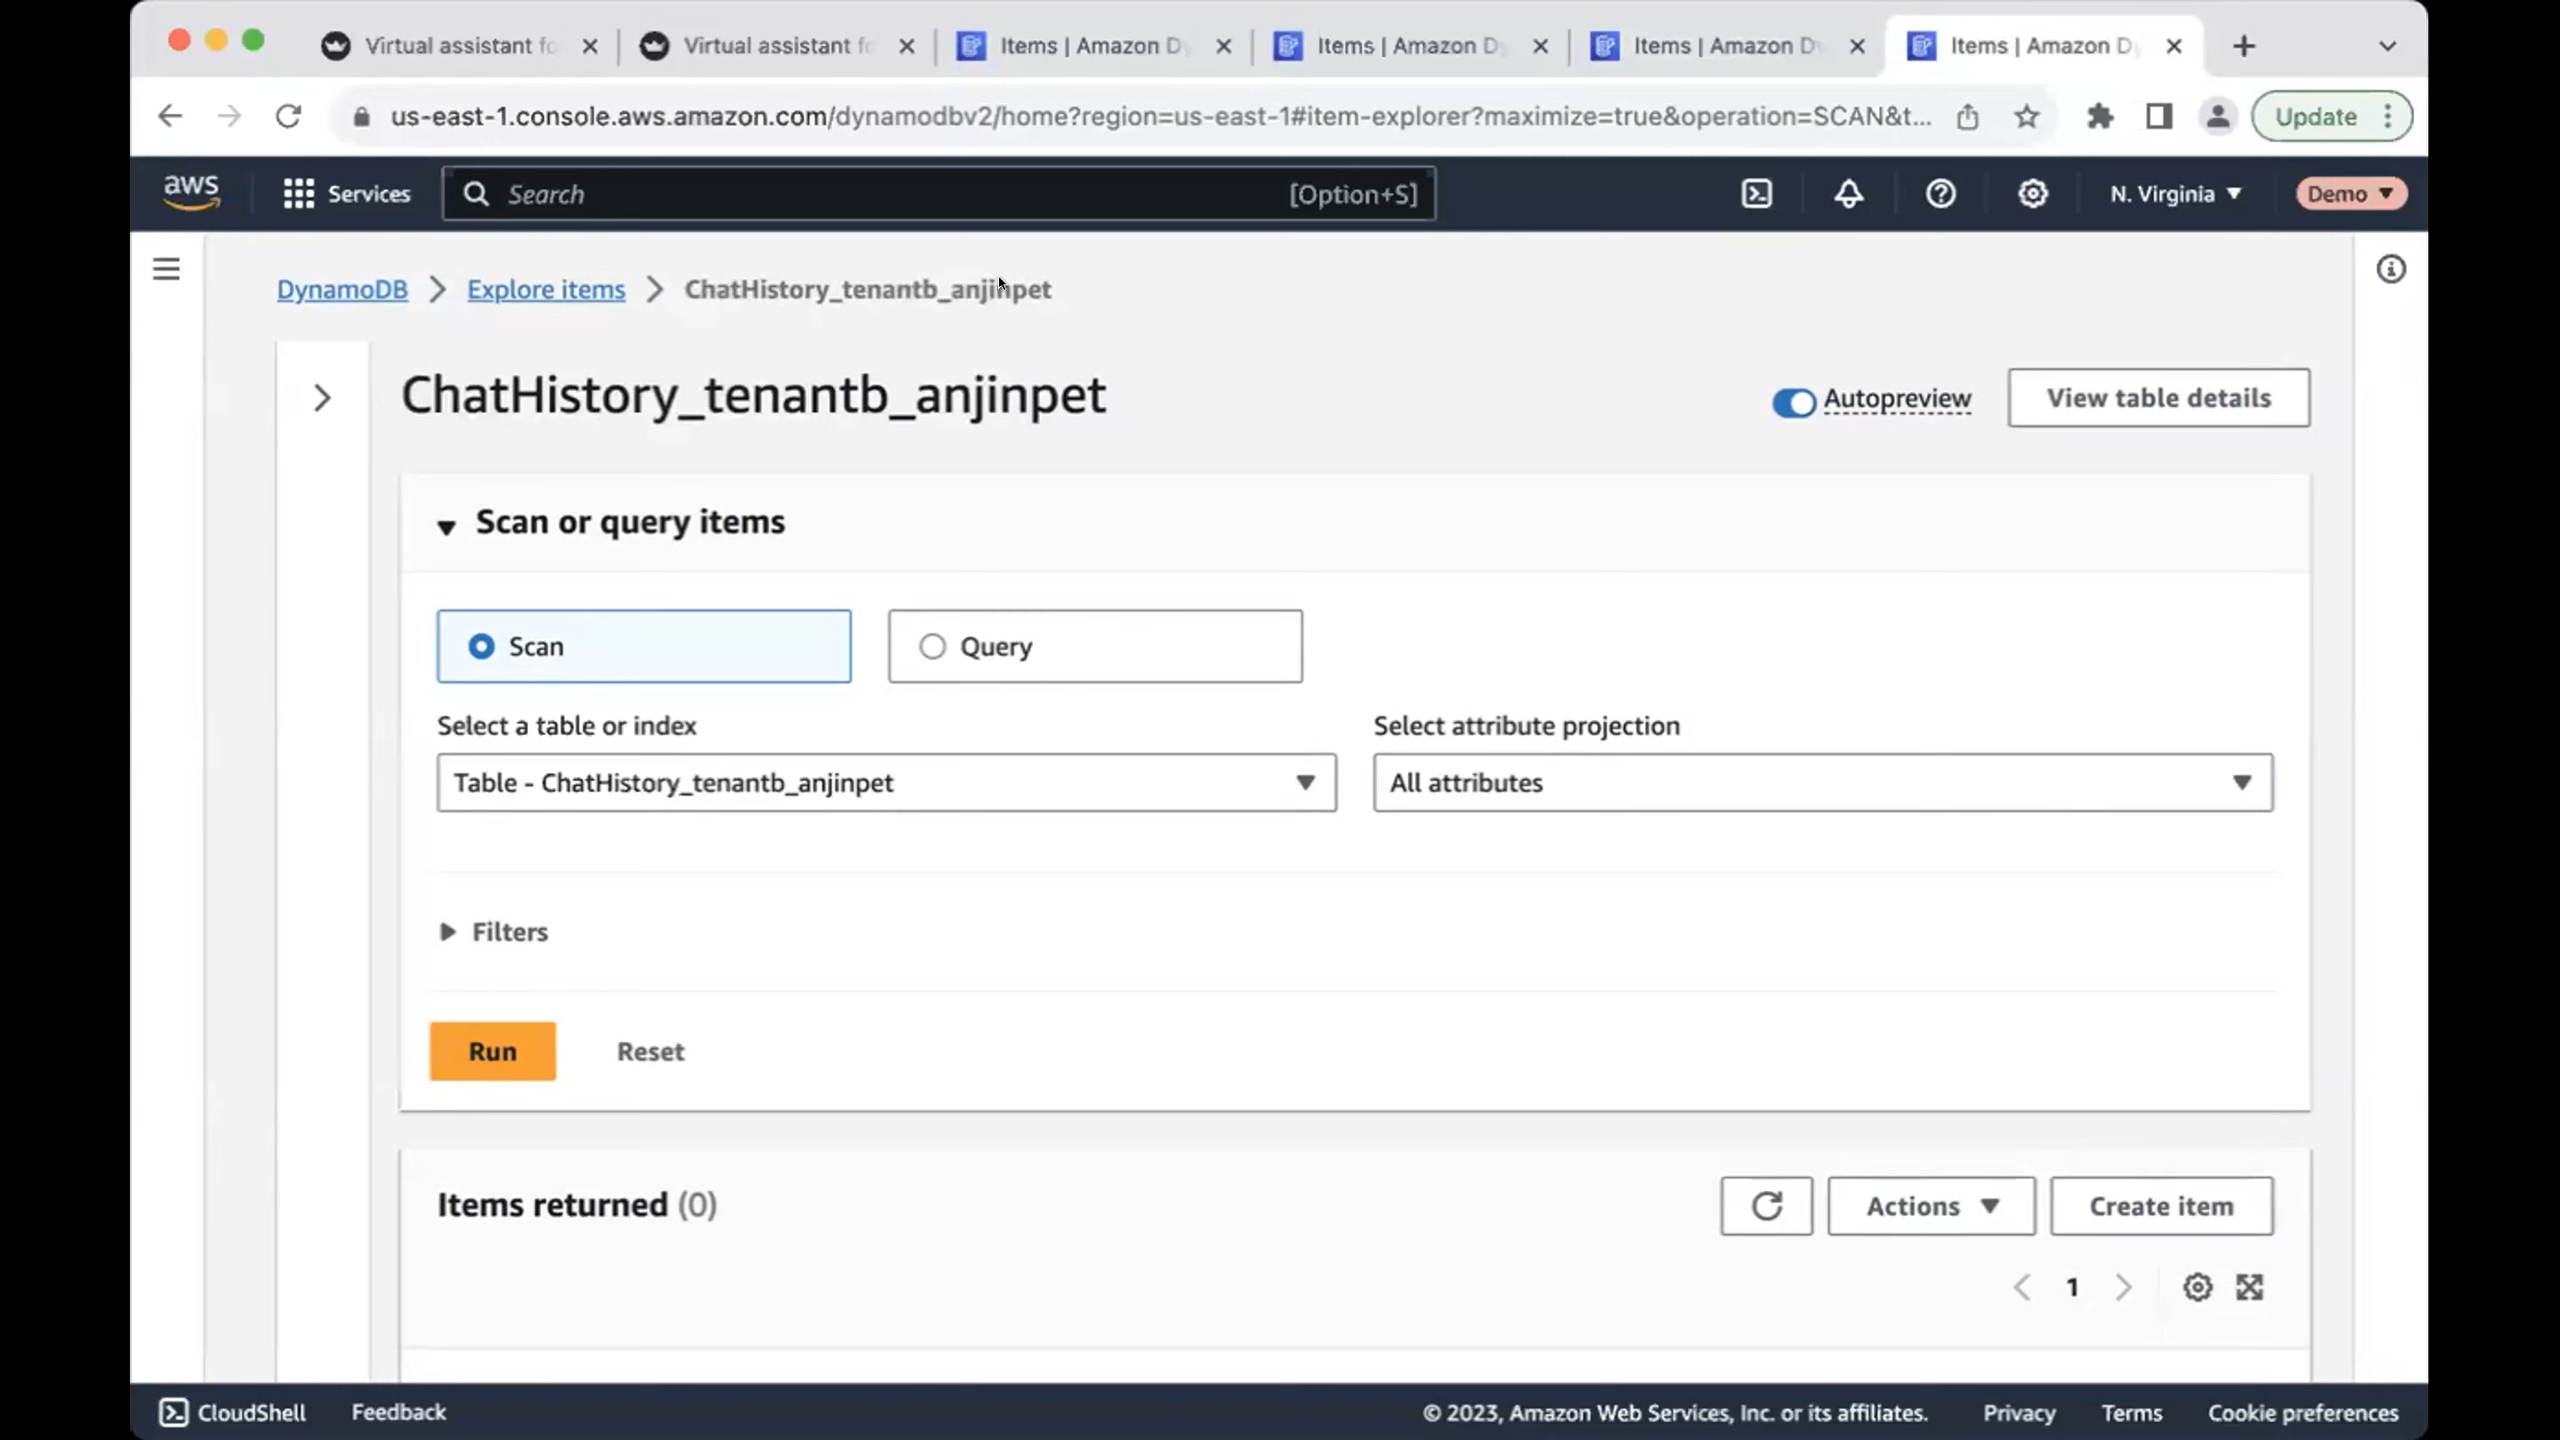 Virtual assistant fo
Virtual assistant fo
Items | Amazon Dy
Items | Amazon Dy
Items | Amazon Dy
Items | Amazon Dy
us-east-1.console.aws.amazon.com/dynamodbv2/home?region=us-east-1#item-explorer?maximize=true&operation=SCAN&t...
Update
aws
Services
Search
[Option+S]
N. Virginia
Demo
DynamoDB
Explore items
ChatHistory_tenantb_anjinpet
ChatHistory_tenantb_anjinpet
Autopreview
View table details
Scan or query items
Scan
Query
Select a table or index
Select attribute projection
Table - ChatHistory_tenantb_anjinpet
All attributes
Filters
Run
Reset
Items returned (0)
Actions
Create item
1
CloudShell
Feedback
© 2023, Amazon Web Services, Inc. or its affiliates.
Privacy
Terms
Cookie preferences